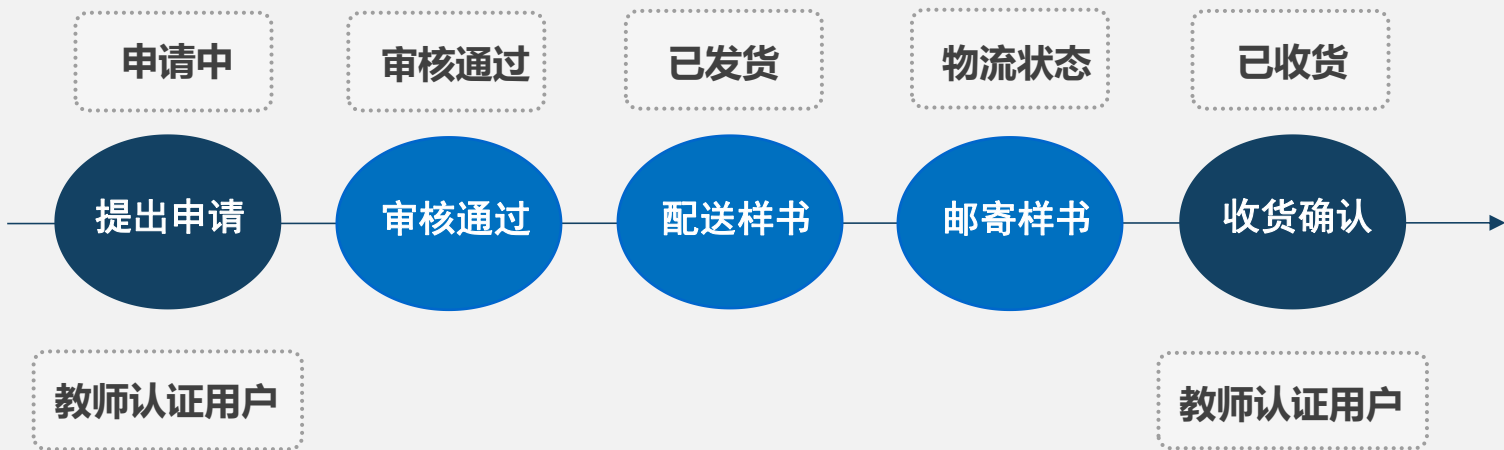 申请中
审核通过
已发货
物流状态
已收货
提出申请
审核通过
配送样书
邮寄样书
收货确认
教师认证用户
教师认证用户